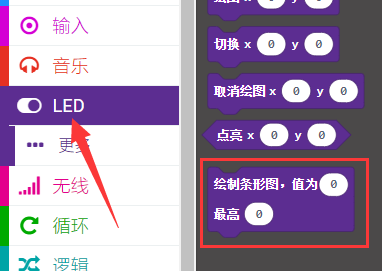 输入
音乐
LED
更多
无线
循环
逻辑
绘图 x 0 y 0
切换 x 0 y 0
取消绘图 x 0 y 0
点亮 x 0 y 0
绘制条形图，值为 0
最高 0